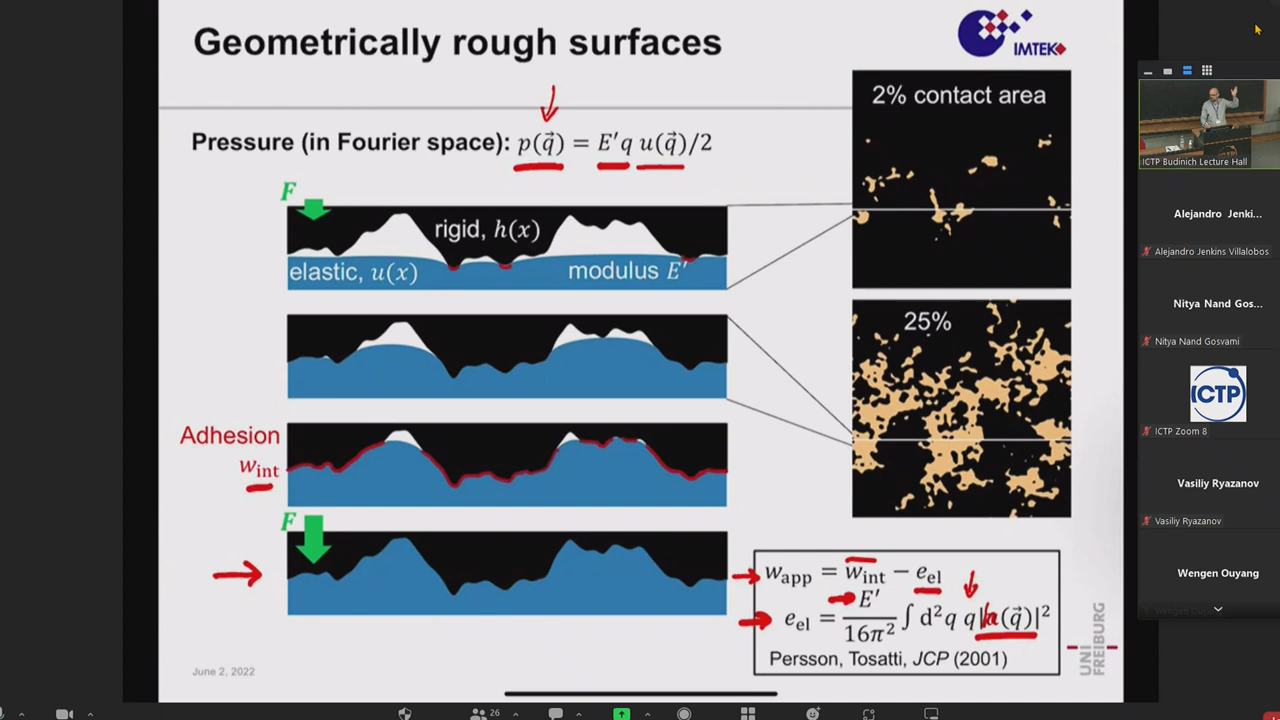 Geometrically rough surfaces
IMTEK
Pressure (in Fourier space): p(q⃗) = E′q u(q⃗)/2
F
rigid, h(x)
elastic, u(x)
modulus E′
2% contact area
25%
Adhesion
w_int
F
w_app = w_int − e_el
e_el = E′/16π² ∫ d²q q|h(q⃗)|²
Persson, Tosatti, JCP (2001)
June 2, 2022
UNI
FREIBURG
ICTP Budinich Lecture Hall
Alejandro Jenki...
Alejandro Jenkins Villalobos
Nitya Nand Gos...
Nitya Nand Gosvami
ICTP
ICTP Zoom 8
Vasiliy Ryazanov
Vasiliy Ryazanov
Wengen Ouyang
Wengen Ouyang
26